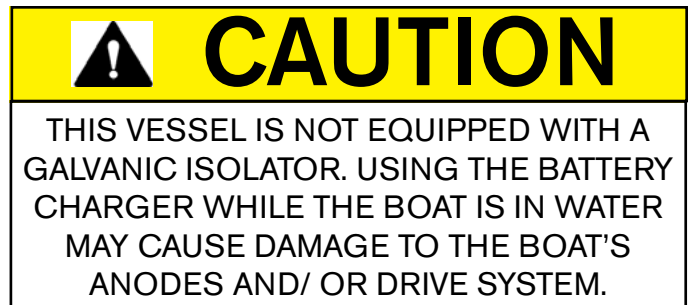 CAUTION
THIS VESSEL IS NOT EQUIPPED WITH A
GALVANIC ISOLATOR. USING THE BATTERY
CHARGER WHILE THE BOAT IS IN WATER
MAY CAUSE DAMAGE TO THE BOAT’S
ANODES AND/ OR DRIVE SYSTEM.